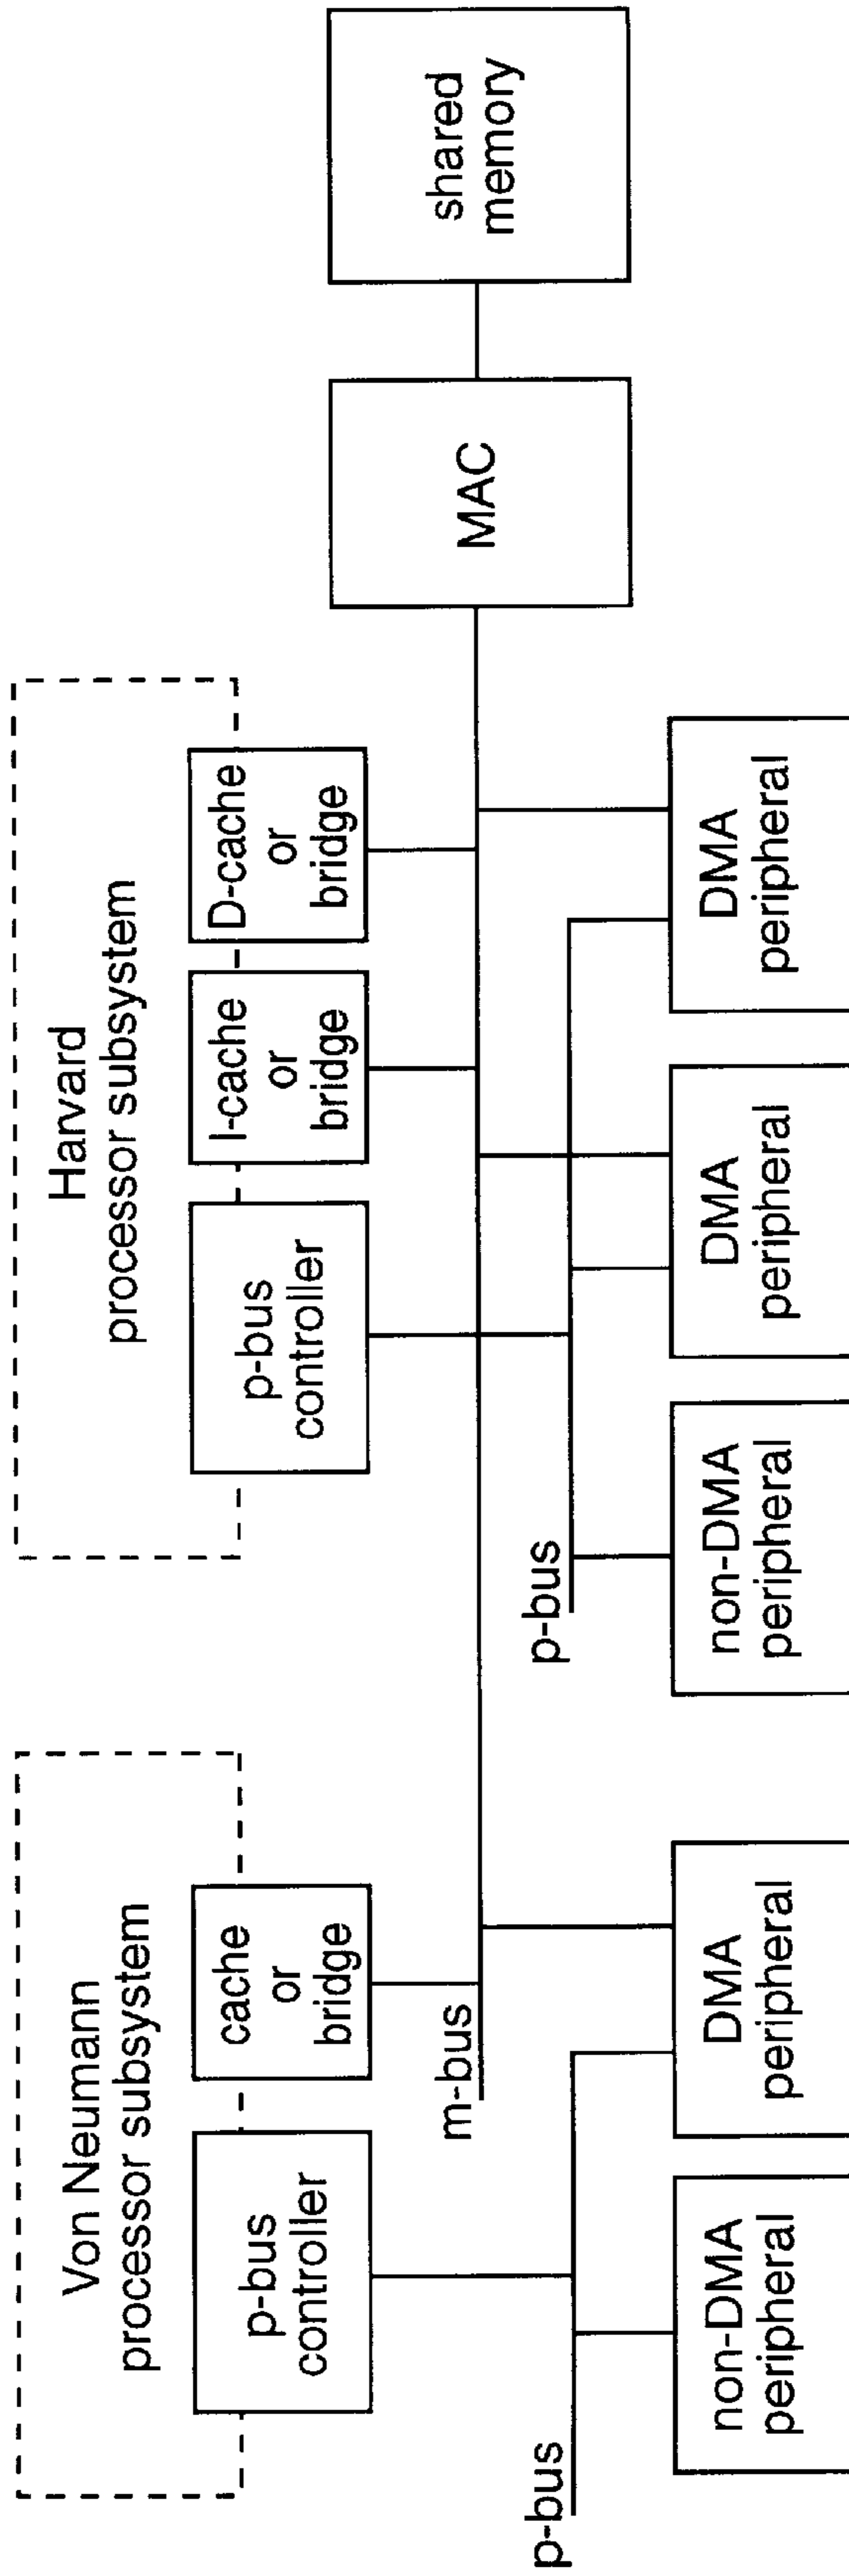 Von Neumann
processor subsystem
p-bus
controller
cache
or
bridge
Harvard
processor subsystem
p-bus
controller
I-cache
or
bridge
D-cache
or
bridge
m-bus
MAC
shared
memory
p-bus
p-bus
non-DMA
peripheral
DMA
peripheral
non-DMA
peripheral
DMA
peripheral
DMA
peripheral